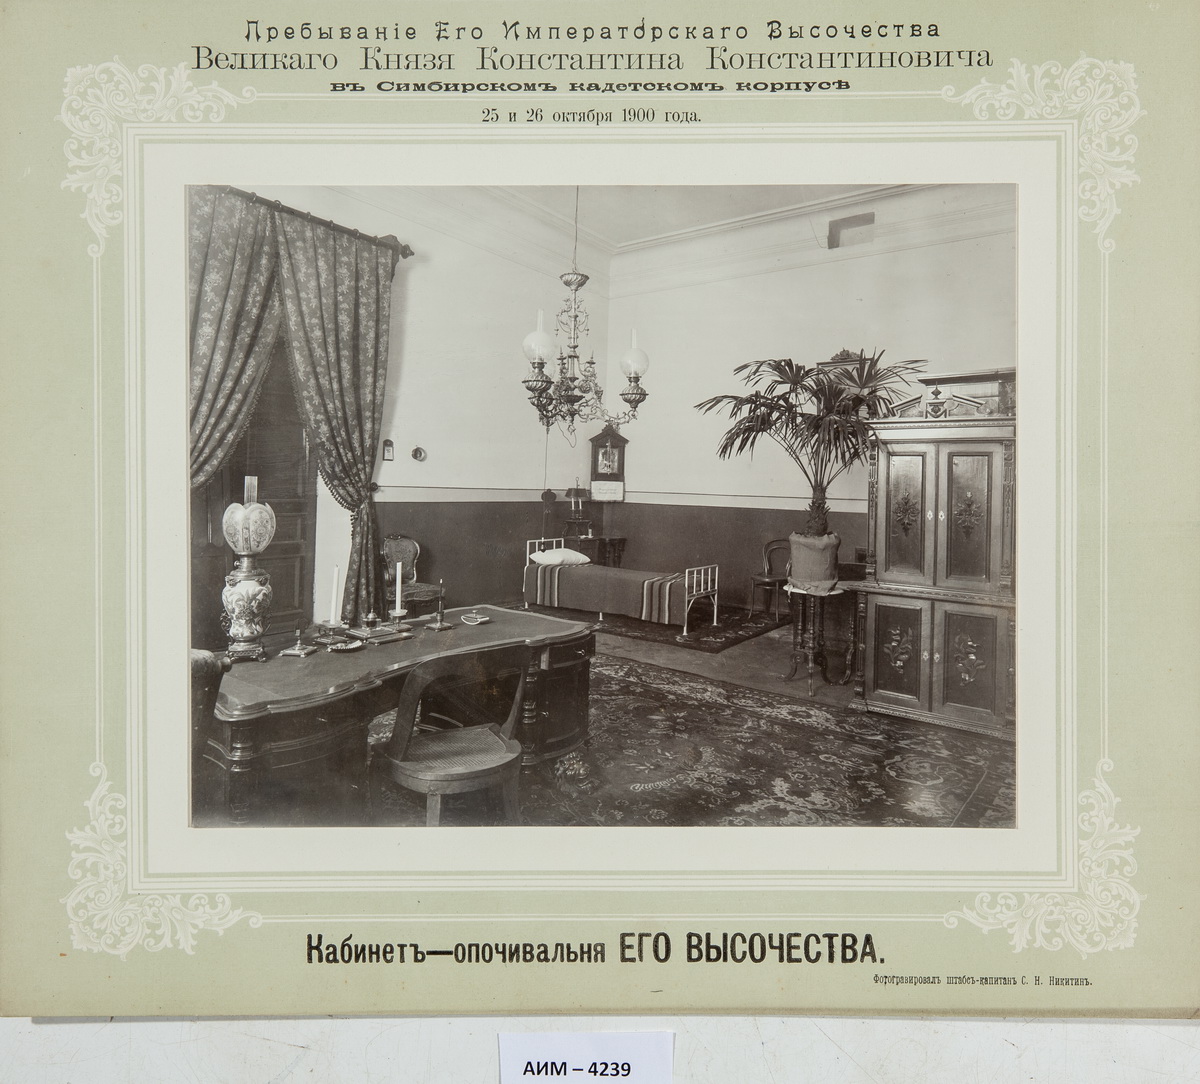 Пребываніе Его Императорскаго Высочества
Великаго Князя Константина Константиновича
въ Симбирскомъ кадетскомъ корпусѣ
25 и 26 октября 1900 года.
Кабинетъ—опочивальня ЕГО ВЫСОЧЕСТВА.
Фотогравировалъ штабсъ-капитанъ С. Н. Никитинъ.
АИМ – 4239